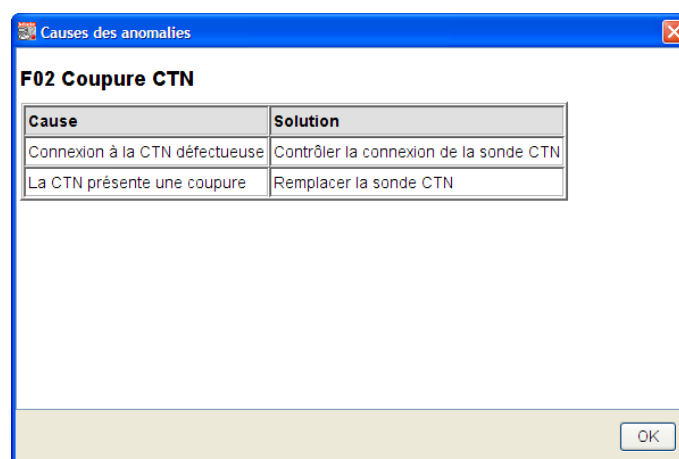 Causes des anomalies
F02 Coupure CTN
Cause Solution
Connexion à la CTN défectueuse Contrôler la connexion de la sonde CTN
La CTN présente une coupure Remplacer la sonde CTN
OK